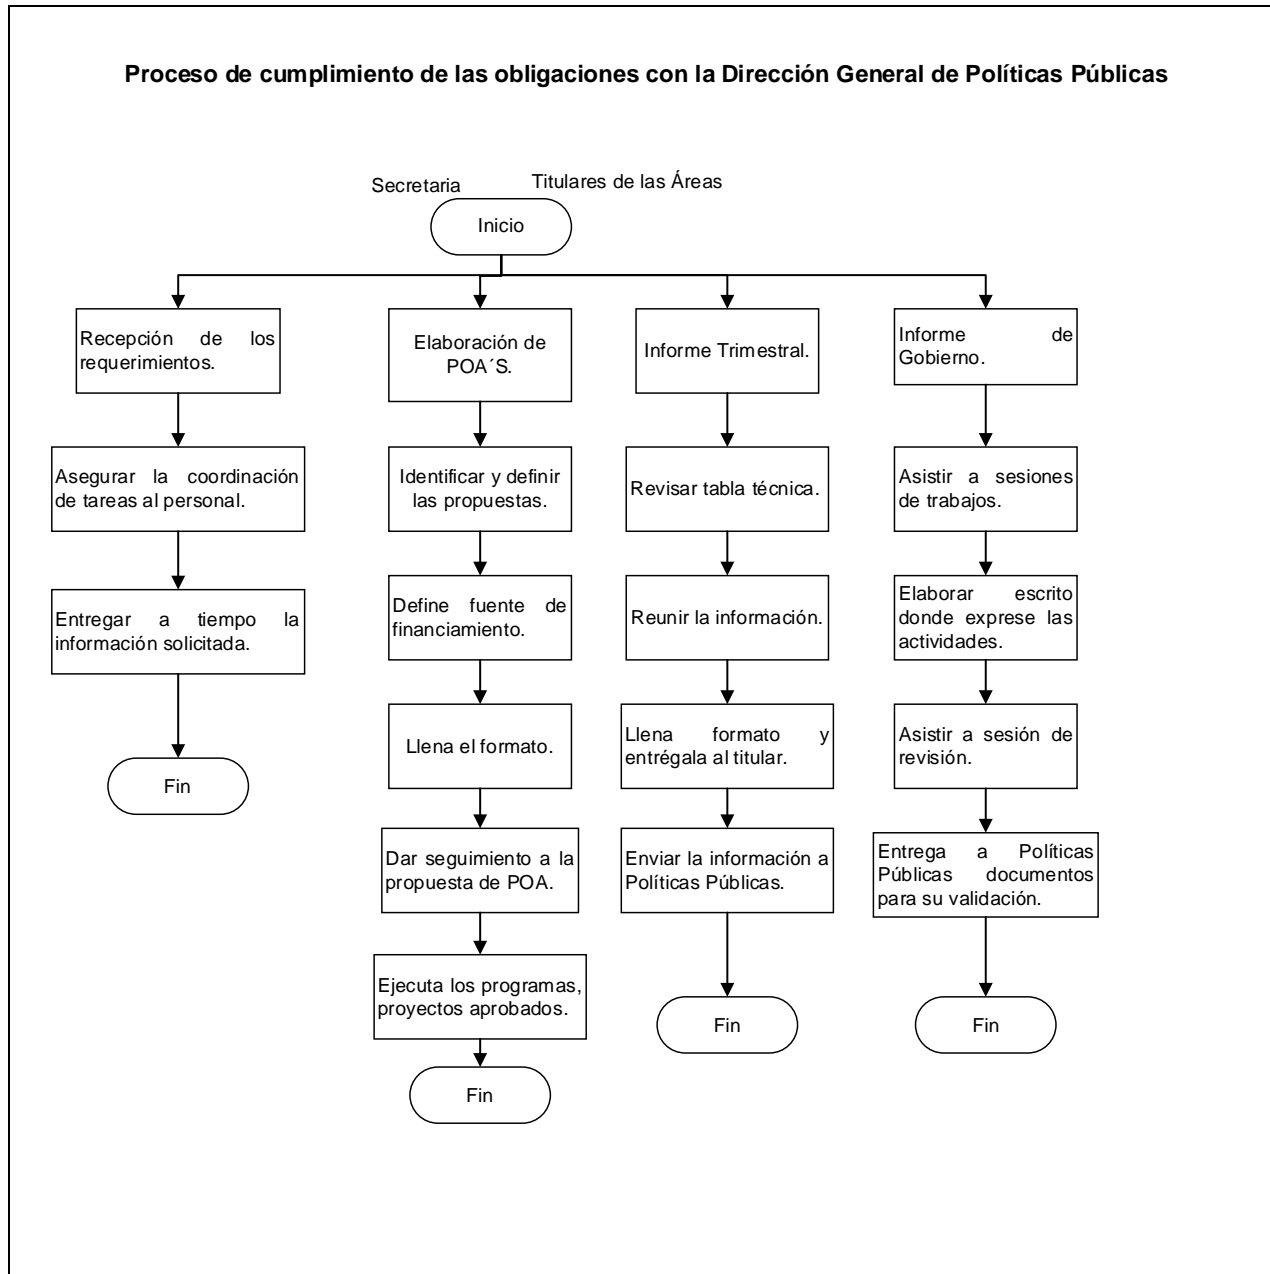 Proceso de cumplimiento de las obligaciones con la Dirección General de Políticas Públicas
Secretaria
Titulares de las Áreas
Inicio
Recepción de los
requerimientos.
Asegurar la coordinación
de tareas al personal.
Entregar a tiempo la
información solicitada.
Fin
Elaboración de
POA´S.
Identificar y definir
las propuestas.
Define fuente de
financiamiento.
Llena el formato.
Dar seguimiento a la
propuesta de POA.
Ejecuta los programas,
proyectos aprobados.
Fin
Informe Trimestral.
Revisar tabla técnica.
Reunir la información.
Llena formato y
entrégala al titular.
Enviar la información a
Políticas Públicas.
Fin
Informe de
Gobierno.
Asistir a sesiones
de trabajos.
Elaborar escrito
donde exprese las
actividades.
Asistir a sesión de
revisión.
Entrega a Políticas
Públicas documentos
para su validación.
Fin